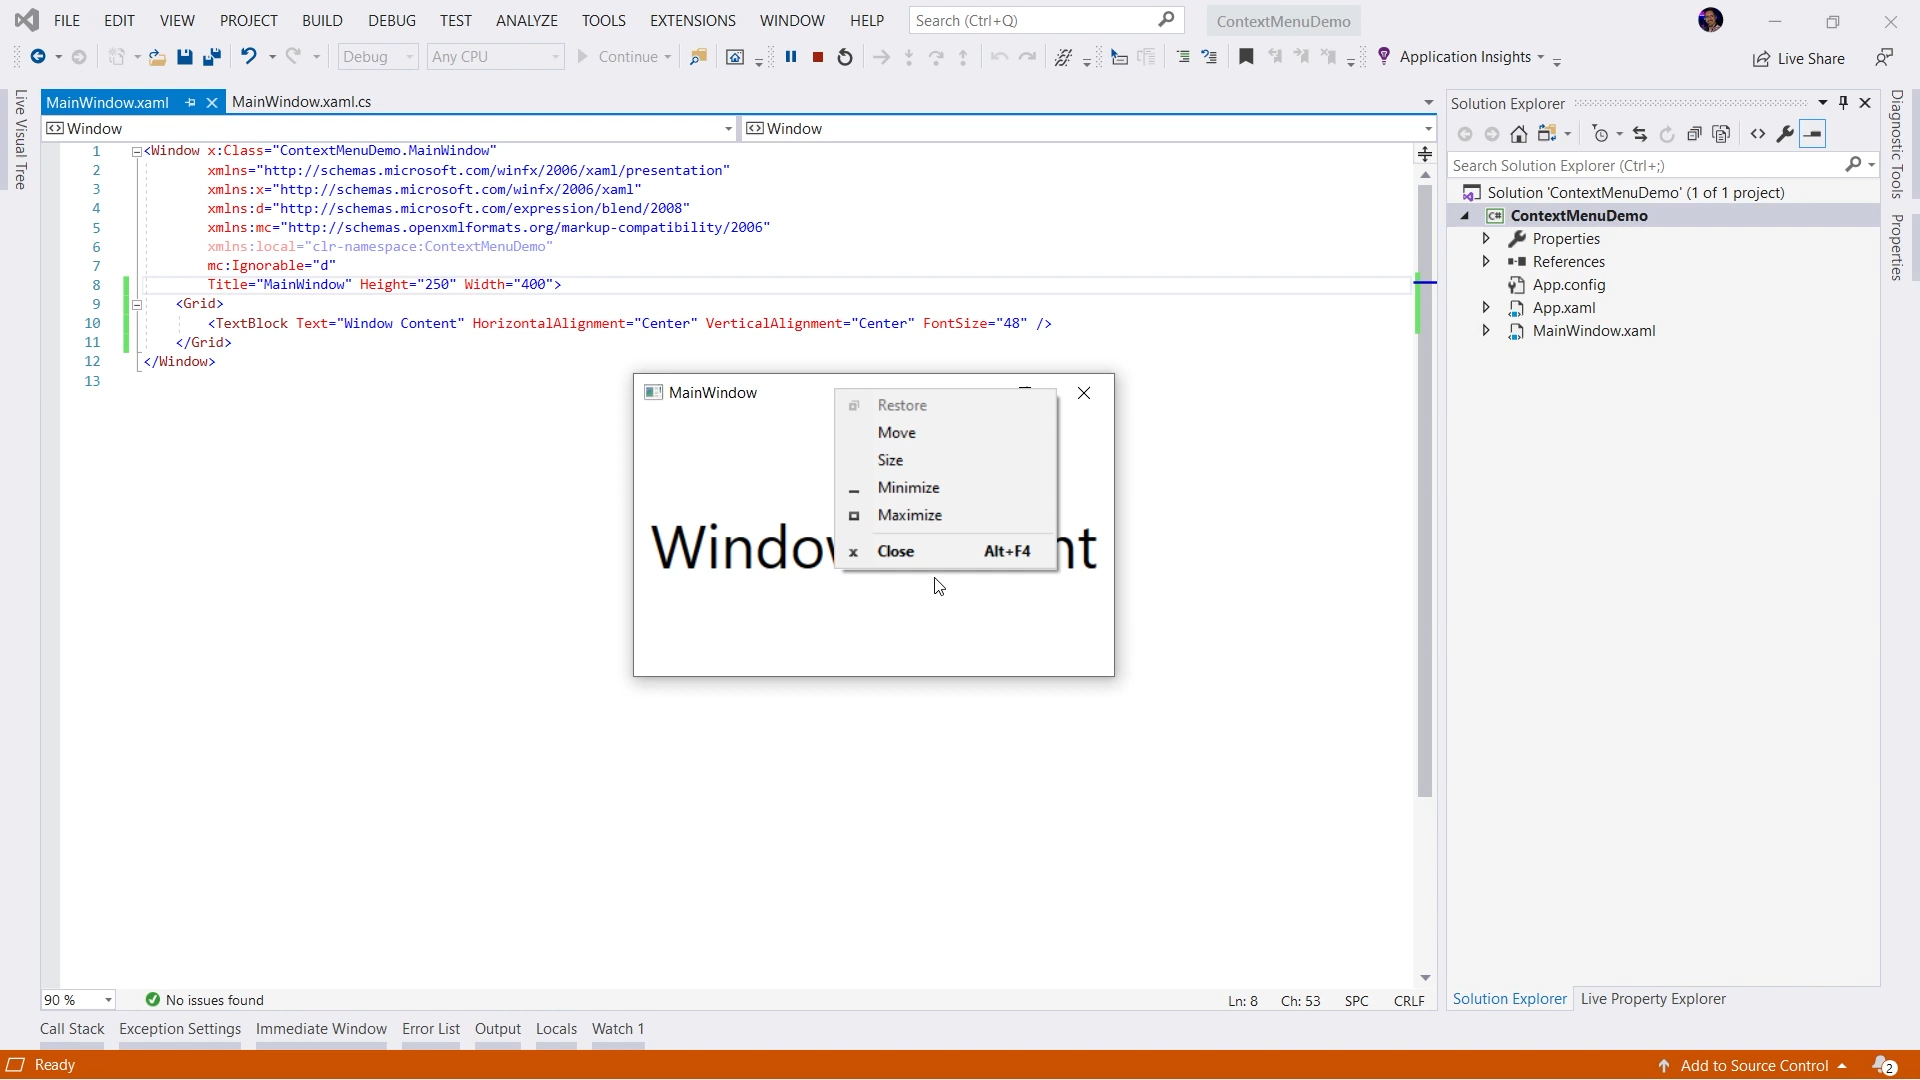 FILE EDIT VIEW PROJECT BUILD DEBUG TEST ANALYZE TOOLS EXTENSIONS WINDOW HELP Search (Ctrl+Q) ContextMenuDemo
Debug Any CPU Continue Application Insights Live Share
Live Visual Tree
MainWindow.xaml MainWindow.xaml.cs
Window Window
1 <Window x:Class="ContextMenuDemo.MainWindow"
2 xmlns="http://schemas.microsoft.com/winfx/2006/xaml/presentation"
3 xmlns:x="http://schemas.microsoft.com/winfx/2006/xaml"
4 xmlns:d="http://schemas.microsoft.com/expression/blend/2008"
5 xmlns:mc="http://schemas.openxmlformats.org/markup-compatibility/2006"
6 xmlns:local="clr-namespace:ContextMenuDemo"
7 mc:Ignorable="d"
8 Title="MainWindow" Height="250" Width="400">
9 <Grid>
10 <TextBlock Text="Window Content" HorizontalAlignment="Center" VerticalAlignment="Center" FontSize="48" />
11 </Grid>
12 </Window>
13
MainWindow
Restore
Move
Size
Minimize
Maximize
Close Alt+F4
Window nt
Solution Explorer
Search Solution Explorer (Ctrl+;)
Solution 'ContextMenuDemo' (1 of 1 project)
C# ContextMenuDemo
Properties
References
App.config
App.xaml
MainWindow.xaml
Diagnostic Tools
Properties
90 % No issues found Ln: 8 Ch: 53 SPC CRLF
Solution Explorer Live Property Explorer
Call Stack Exception Settings Immediate Window Error List Output Locals Watch 1
Ready Add to Source Control 2